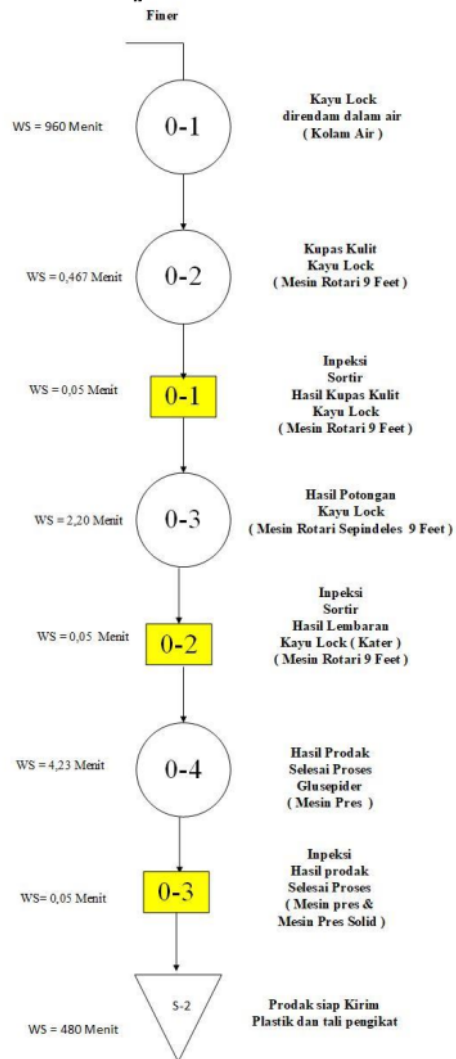 Finer
WS = 960 Menit
0-1
Kayu Lock
direndam dalam air
( Kolam Air )
WS = 0,467 Menit
0-2
Kupas Kulit
Kayu Lock
( Mesin Rotari 9 Feet )
WS = 0,05 Menit
0-1
Inpeksi
Sortir
Hasil Kupas Kulit
Kayu Lock
( Mesin Rotari 9 Feet)
WS = 2,20 Menit
0-3
Hasil Potongan
Kayu Lock
( Mesin Rotari Sepindeles 9 Feet )
WS = 0,05 Menit
0-2
Inpeksi
Sortir
Hasil Lembaran
Kayu Lock ( Kater )
( Mesin Rotari 9 Feet )
WS = 4,23 Menit
0-4
Hasil Prodak
Selesai Proses
Glusepider
( Mesin Pres )
WS= 0,05 Menit
0-3
Inpeksi
Hasil prodak
Selesai Proses
( Mesin pres &
Mesin Pres Solid )
WS = 480 Menit
S-2
Prodak siap Kirim
Plastik dan tali pengikat